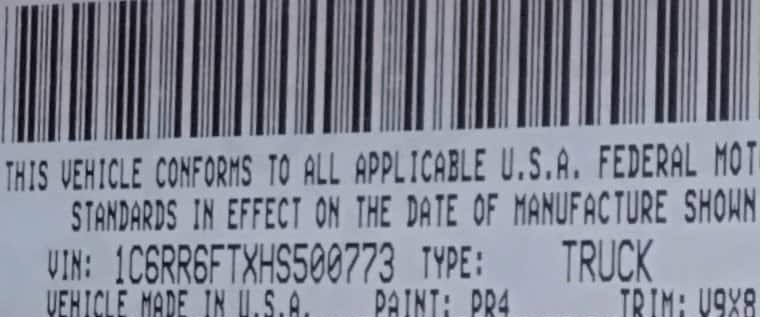 THIS VEHICLE CONFORMS TO ALL APPLICABLE U.S.A. FEDERAL MOT
STANDARDS IN EFFECT ON THE DATE OF MANUFACTURE SHOWN
VIN: 1C6RR6FTXHS500773 TYPE: TRUCK
VEHICLE MADE IN U.S.A. PAINT: PR4 TRIM: V9X8